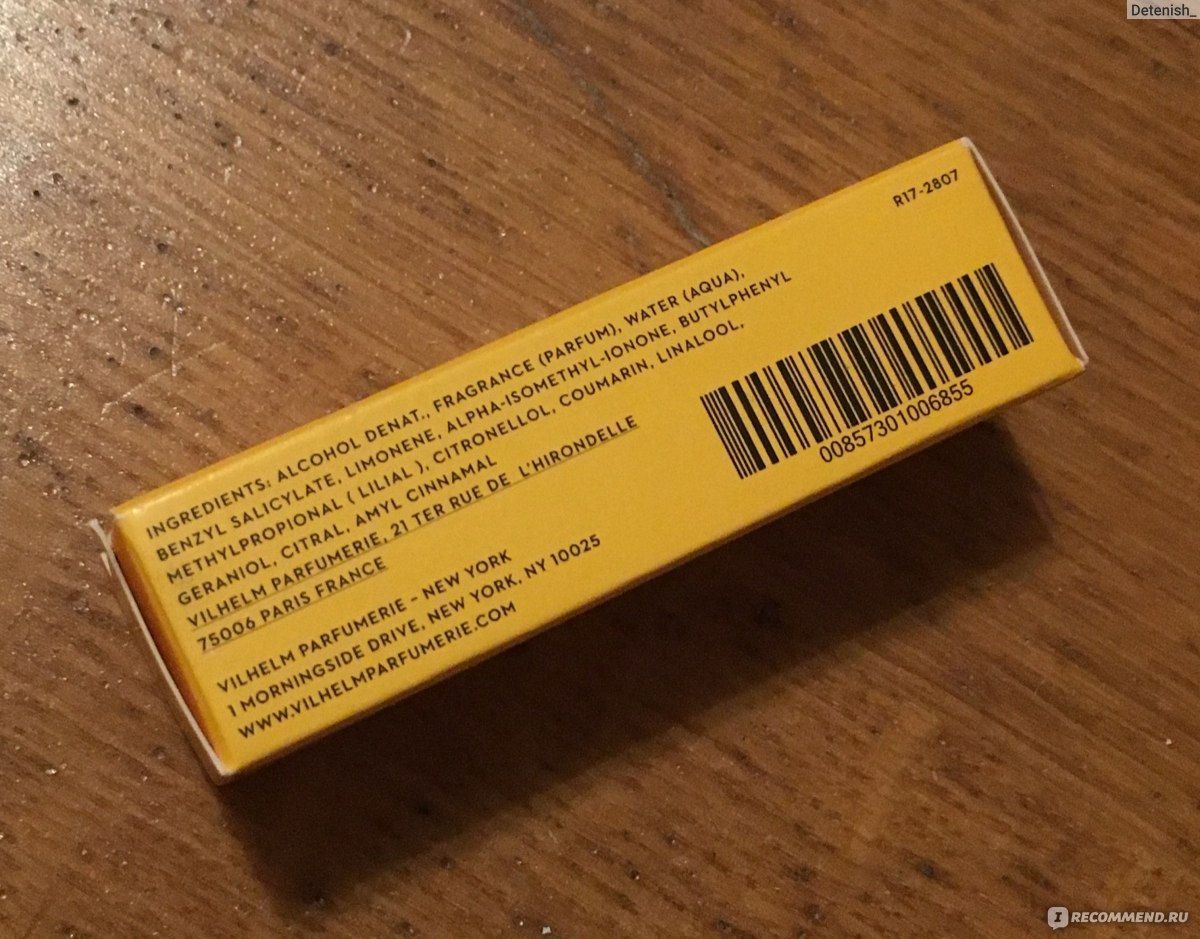 Detenish_
R17-2807
INGREDIENTS: ALCOHOL DENAT., FRAGRANCE (PARFUM), WATER (AQUA),
BENZYL SALICYLATE, LIMONENE, ALPHA-ISOMETHYL-IONONE, BUTYLPHENYL
METHYLPROPIONAL ( LILIAL ), CITRONELLOL, COUMARIN, LINALOOL,
GERANIOL, CITRAL, AMYL CINNAMAL
VILHELM PARFUMERIE, 21 TER RUE DE L'HIRONDELLE
75006 PARIS FRANCE
VILHELM PARFUMERIE - NEW YORK
1 MORNINGSIDE DRIVE, NEW YORK, NY 10025
WWW.VILHELMPARFUMERIE.COM
00857301006855
IRECOMMEND.RU